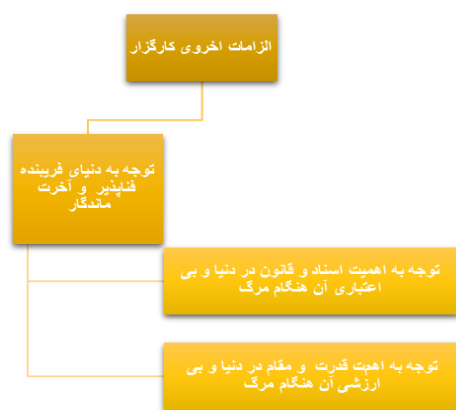 الزامات اخروی کارگزار
توجه به دنیای فریبنده
فناپذیر و آخرت
ماندگار
توجه به اهمیت اسناد و قانون در دنیا و بی
اعتباری آن هنگام مرگ
توجه به اهمت قدرت و مقام در دنیا و بی
ارزشی آن هنگام مرگ